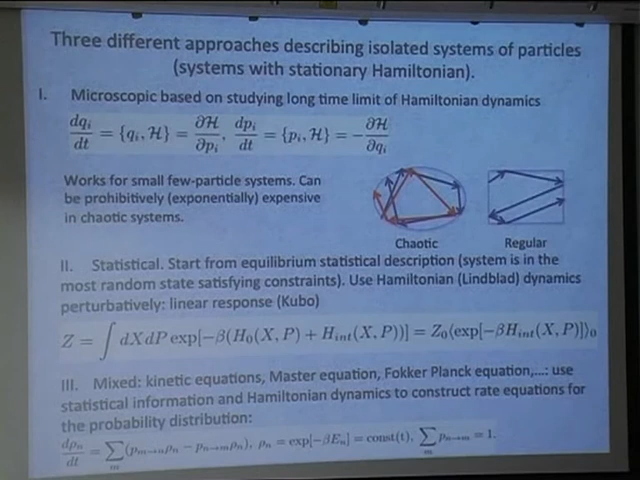 Three different approaches describing isolated systems of particles
(systems with stationary Hamiltonian).
I. Microscopic based on studying long time limit of Hamiltonian dynamics
dq_i/dt = {q_i, ℋ} = ∂ℋ/∂p_i, dp_i/dt = {p_i, ℋ} = −∂ℋ/∂q_i
Works for small few-particle systems. Can
be prohibitively (exponentially) expensive
in chaotic systems.
Chaotic Regular
II. Statistical. Start from equilibrium statistical description (system is in the
most random state satisfying constraints). Use Hamiltonian (Lindblad) dynamics
perturbatively: linear response (Kubo)
Z = ∫ dXdP exp[−β(H_0(X, P) + H_int(X, P))] = Z_0⟨exp[−βH_int(X, P)]⟩_0
III. Mixed: kinetic equations, Master equation, Fokker Planck equation,...: use
statistical information and Hamiltonian dynamics to construct rate equations for
the probability distribution:
dρ_n/dt = ∑_m (p_{m→n}ρ_n − p_{n→m}ρ_n), ρ_n = exp[−βE_n] = const(t), ∑_m p_{n→m} = 1.